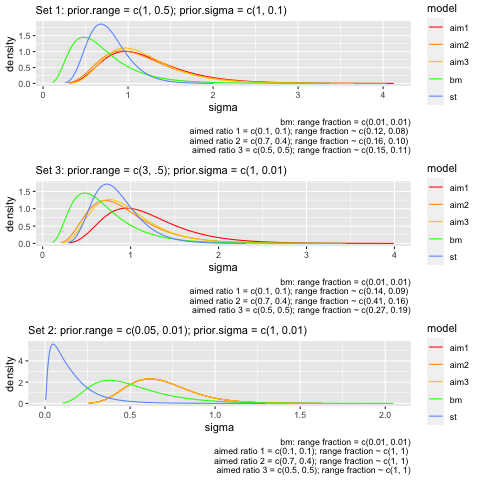 Set 1: prior.range = c(1, 0.5); prior.sigma = c(1, 0.1)
density
1.5
1.0
0.5
0.0
0
1
2
3
4
sigma
model
aim1
aim2
aim3
bm
st
bm: range fraction = c(0.01, 0.01)
aimed ratio 1 = c(0.1, 0.1); range fraction ~ c(0.12, 0.08)
aimed ratio 2 = c(0.7, 0.4); range fraction ~ c(0.16, 0.10)
aimed ratio 3 = c(0.5, 0.5); range fraction ~ c(0.15, 0.11)
Set 3: prior.range = c(3, .5); prior.sigma = c(1, 0.01)
density
1.5
1.0
0.5
0.0
1
2
3
4
sigma
model
aim1
aim2
aim3
bm
st
bm: range fraction = c(0.01, 0.01)
aimed ratio 1 = c(0.1, 0.1); range fraction ~ c(0.14, 0.09)
aimed ratio 2 = c(0.7, 0.4); range fraction ~ c(0.41, 0.16)
aimed ratio 3 = c(0.5, 0.5); range fraction ~ c(0.27, 0.19)
Set 2: prior.range = c(0.05, 0.01); prior.sigma = c(1, 0.01)
density
4
2
0
0.0
0.5
1.0
1.5
2.0
sigma
model
aim1
aim2
aim3
bm
st
bm: range fraction = c(0.01, 0.01)
aimed ratio 1 = c(0.1, 0.1); range fraction ~ c(1, 1)
aimed ratio 2 = c(0.7, 0.4); range fraction ~ c(1, 1)
aimed ratio 3 = c(0.5, 0.5); range fraction ~ c(1, 1)